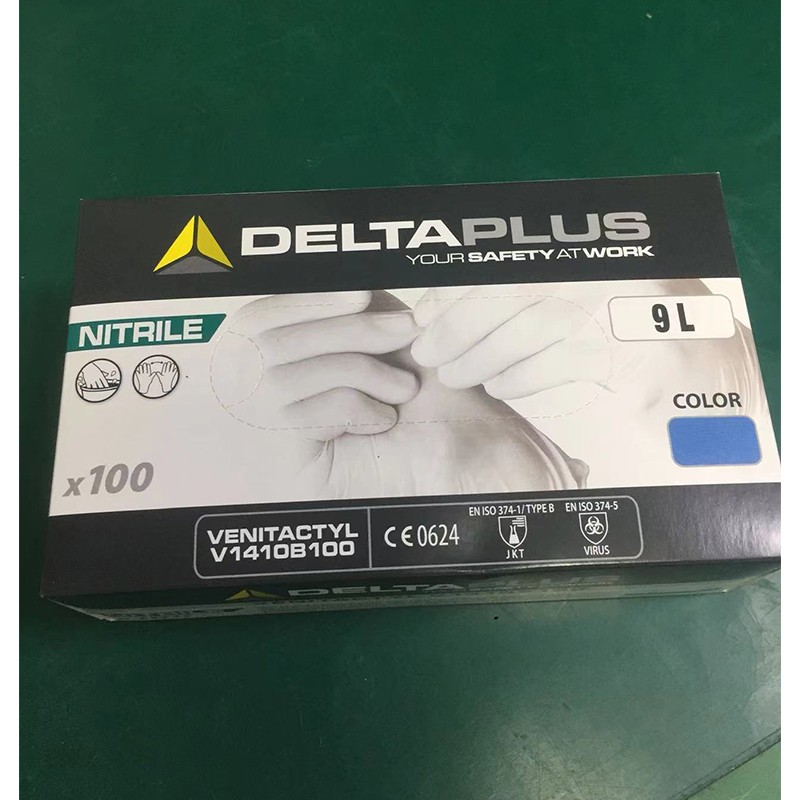 DELTAPLUS
YOUR SAFETY AT WORK
NITRILE
9 L
COLOR
x100
VENITACTYL
V1410B100
CE 0624
EN ISO 374-1/ TYPE B
JKT
EN ISO 374-5
VIRUS
DELTAPLUS